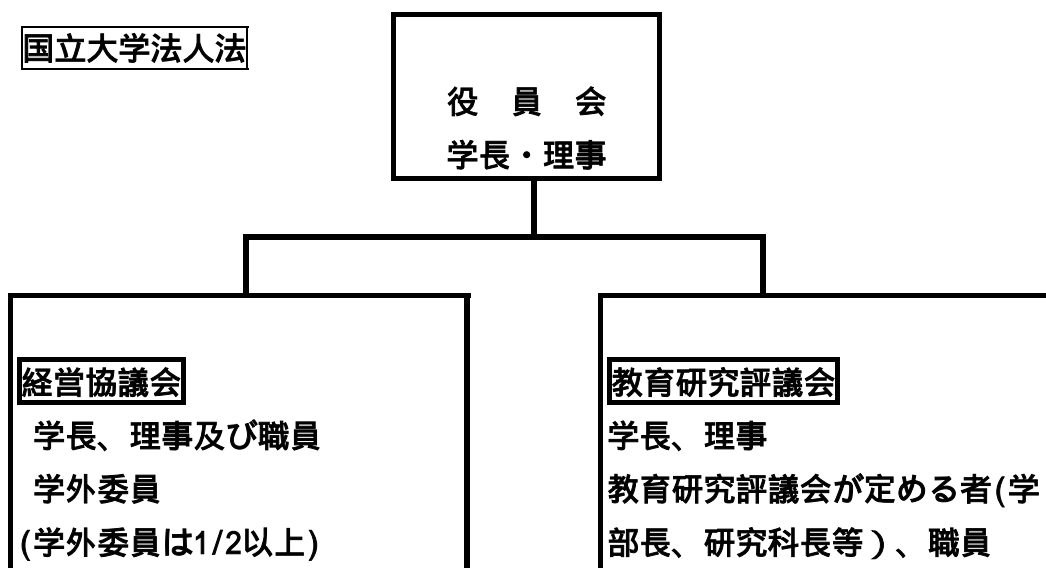 国立大学法人法
役　員　会
学長・理事
経営協議会
学長、理事及び職員
学外委員
(学外委員は1/2以上)
教育研究評議会
学長、理事
教育研究評議会が定める者(学
部長、研究科長等）、職員